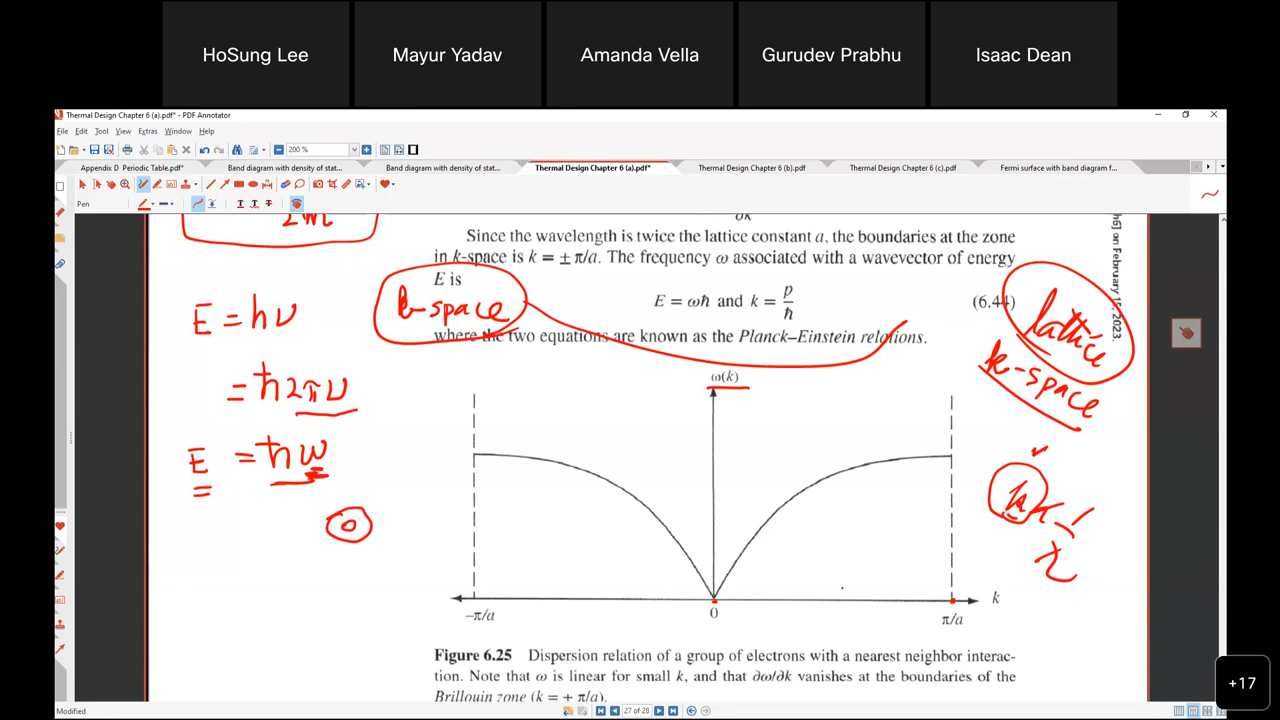 HoSung Lee
Mayur Yadav
Amanda Vella
Gurudev Prabhu
Isaac Dean
Thermal Design Chapter 6 (a).pdf* - PDF Annotator
File Edit Tool View Extras Window Help
200 %
Appendix D Periodic Table.pdf*
Band diagram with density of stat...
Band diagram with density of stat...
Thermal Design Chapter 6 (a).pdf*
Thermal Design Chapter 6 (b).pdf
Thermal Design Chapter 6 (c).pdf
Fermi surface with band diagram f...
Pen
2m
∂k
Since the wavelength is twice the lattice constant a, the boundaries at the zone
in k-space is k = ± π/a. The frequency ω associated with a wavevector of energy
E is
E = ωħ and k = p/ħ (6.44)
where the two equations are known as the Planck–Einstein relations.
k-space
E = hν
= ħ2πν
E = ħω
0
lattice
k-space
h6] on February 15, 2023.
ω(k)
k
–π/a
0
π/a
Figure 6.25 Dispersion relation of a group of electrons with a nearest neighbor interac-
tion. Note that ω is linear for small k, and that ∂ω/∂k vanishes at the boundaries of the
Brillouin zone (k = + π/a).
Modified
27 of 28
+17